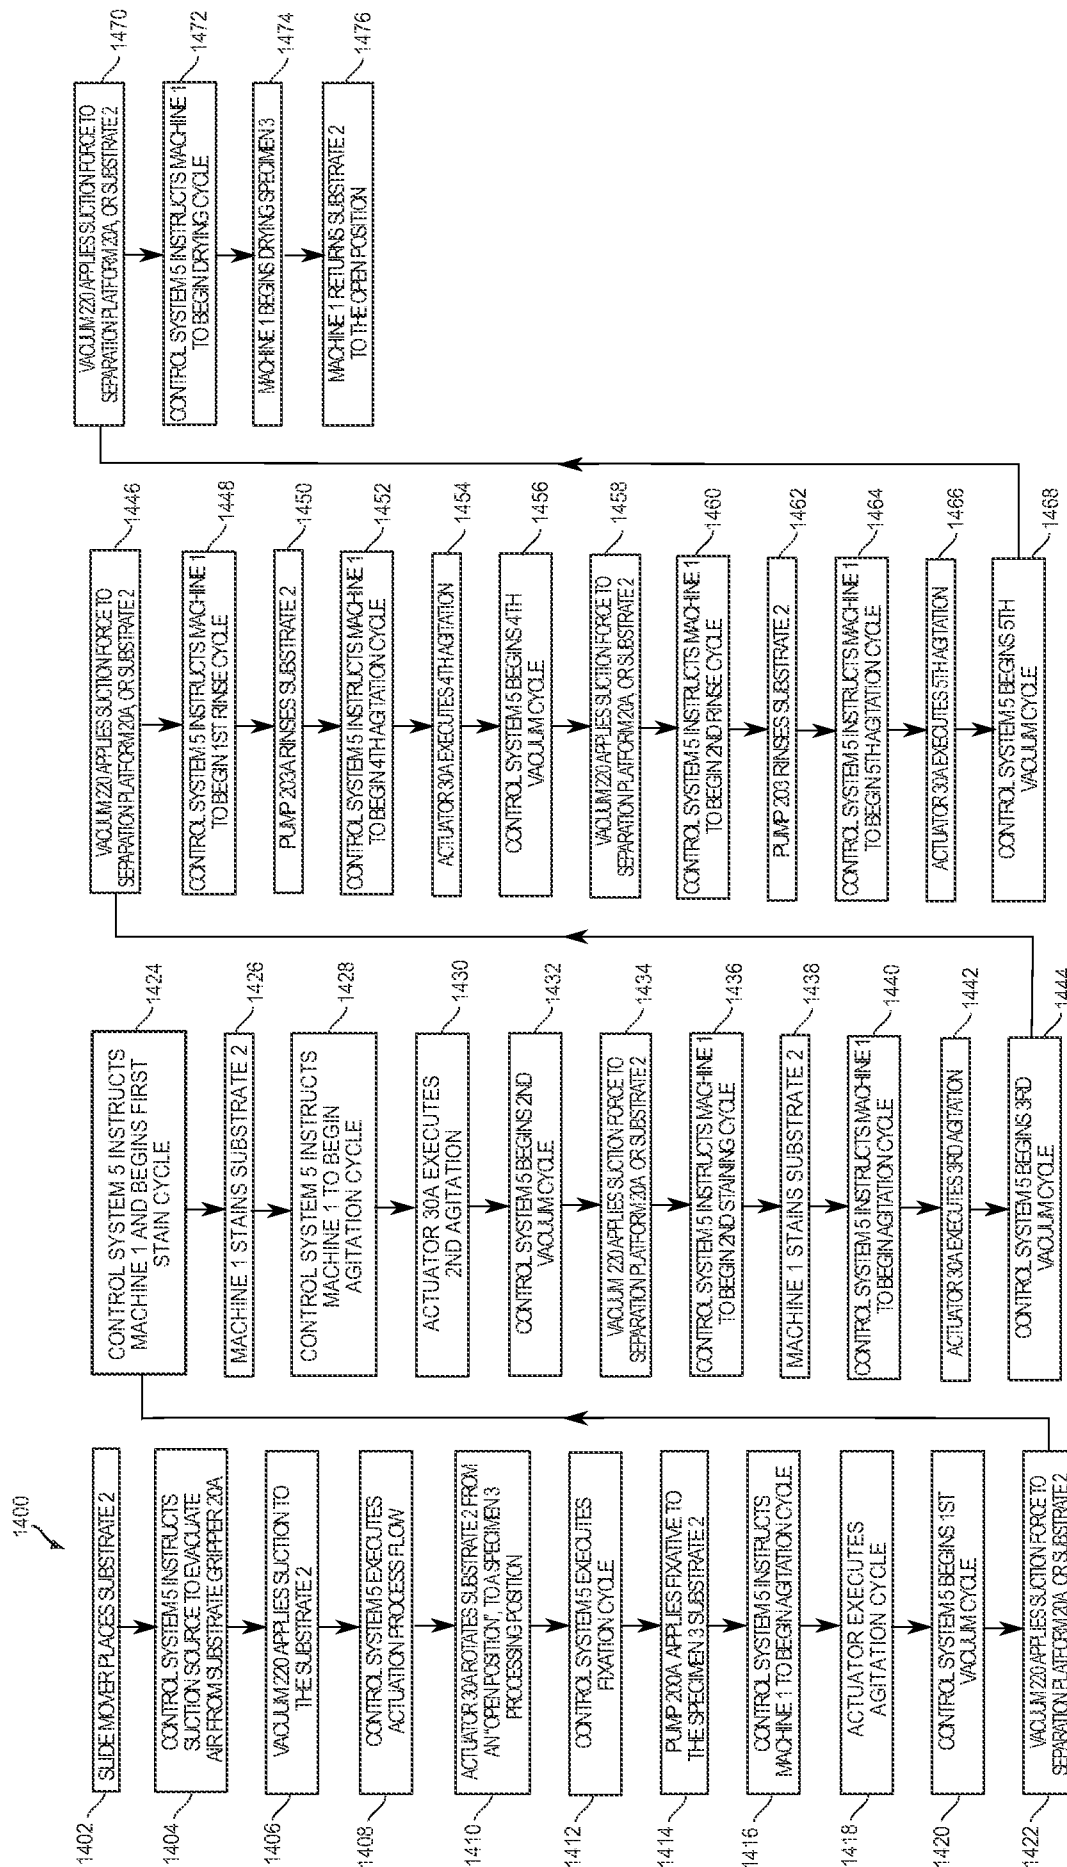 1400
1402
SLIDE MOVER PLACES SUBSTRATE 2
1404
CONTROL SYSTEM 5 INSTRUCTS
SUCTION SOURCE TO EVACUATE
AIR FROM SUBSTRATE GRIPPER 20A
1406
VACUUM 220 APPLIES SUCTION TO
THE SUBSTRATE 2
1408
CONTROL SYSTEM 5 EXECUTES
ACTUATION PROCESS FLOW
1410
ACTUATOR 30A ROTATES SUBSTRATE 2 FROM
AN "OPEN POSITION", TO A SPECIMEN 3
PROCESSING POSITION
1412
CONTROL SYSTEM 5 EXECUTES
FIXATION CYCLE
1414
PUMP 200A APPLIES FIXATIVE TO
THE SPECIMEN 3 SUBSTRATE 2
1416
CONTROL SYSTEM 5 INSTRUCTS
MACHINE 1 TO BEGIN AGITATION CYCLE
1418
ACTUATOR EXECUTES
AGITATION CYCLE
1420
CONTROL SYSTEM 5 BEGINS 1ST
VACUUM CYCLE
1422
VACUUM 220 APPLIES SUCTION FORCE TO
SEPARATION PLATFORM 20A, OR SUBSTRATE 2
CONTROL SYSTEM 5 INSTRUCTS
MACHINE 1 AND BEGINS FIRST
STAIN CYCLE
1424
MACHINE 1 STAINS SUBSTRATE 2
1426
CONTROL SYSTEM 5 INSTRUCTS
MACHINE 1 TO BEGIN
AGITATION CYCLE
1428
ACTUATOR 30A EXECUTES
2ND AGITATION
1430
CONTROL SYSTEM 5 BEGINS 2ND
VACUUM CYCLE
1432
VACUUM 220 APPLIES SUCTION FORCE TO
SEPARATION PLATFORM 20A, OR SUBSTRATE 2
1434
CONTROL SYSTEM 5 INSTRUCTS MACHINE 1
TO BEGIN 2ND STAINING CYCLE
1436
MACHINE 1 STAINS SUBSTRATE 2
1438
CONTROL SYSTEM 5 INSTRUCTS MACHINE 1
TO BEGIN AGITATION CYCLE
1440
ACTUATOR 30A EXECUTES 3RD AGITATION
1442
CONTROL SYSTEM 5 BEGINS 3RD
VACUUM CYCLE
1444
VACUUM 220 APPLIES SUCTION FORCE TO
SEPARATION PLATFORM 20A, OR SUBSTRATE 2
1446
CONTROL SYSTEM 5 INSTRUCTS MACHINE 1
TO BEGIN 1ST RINSE CYCLE
1448
PUMP 203A RINSES SUBSTRATE 2
1450
CONTROL SYSTEM 5 INSTRUCTS MACHINE 1
TO BEGIN 4TH AGITATION CYCLE
1452
ACTUATOR 30A EXECUTES 4TH AGITATION
1454
CONTROL SYSTEM 5 BEGINS 4TH
VACUUM CYCLE
1456
VACUUM 220 APPLIES SUCTION FORCE TO
SEPARATION PLATFORM 20A, OR SUBSTRATE 2
1458
CONTROL SYSTEM 5 INSTRUCTS MACHINE 1
TO BEGIN 2ND RINSE CYCLE
1460
PUMP 203 RINSES SUBSTRATE 2
1462
CONTROL SYSTEM 5 INSTRUCTS MACHINE 1
TO BEGIN 5TH AGITATION CYCLE
1464
ACTUATOR 30A EXECUTES 5TH AGITATION
1466
CONTROL SYSTEM 5 BEGINS 5TH
VACUUM CYCLE
1468
VACUUM 220 APPLIES SUCTION FORCE TO
SEPARATION PLATFORM 20A, OR SUBSTRATE 2
1470
CONTROL SYSTEM 5 INSTRUCTS MACHINE 1
TO BEGIN DRYING CYCLE
1472
MACHINE 1 BEGINS DRYING SPECIMEN 3
1474
MACHINE 1 RETURNS SUBSTRATE 2
TO THE OPEN POSITION
1476